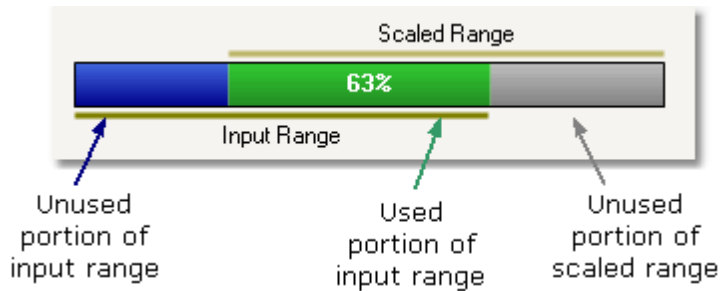 Scaled Range
63%
Input Range
Unused
portion of
input range
Used
portion of
input range
Unused
portion of
scaled range